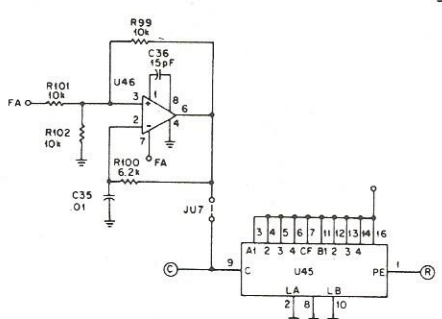 R99
10k
C36
15pF
U46
R101
10k
FA
3
+
1
8
6
2
-
4
7
R102
10k
FA
R100
6.2k
C35
.01
JU7
3 4 5 6 7 11 12 13 14 16
A1 2 3 4 CF B1 2 3 4
C
9
C
U45
PE
1
R
LA
LB
2 8 10